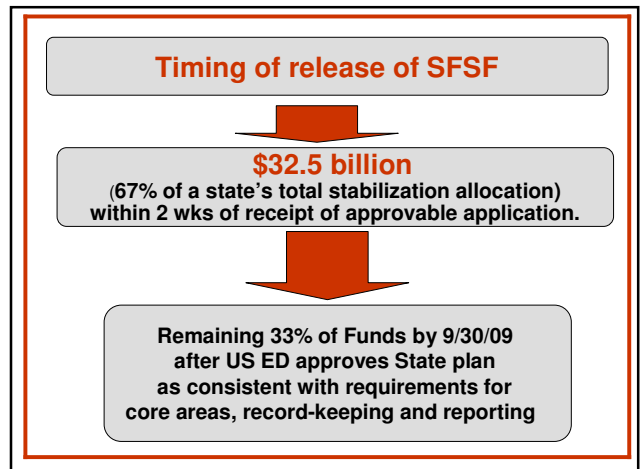 Timing of release of SFSF
$32.5 billion
(67% of a state's total stabilization allocation)
within 2 wks of receipt of approvable application.
Remaining 33% of Funds by 9/30/09
after US ED approves State plan
as consistent with requirements for
core areas, record-keeping and reporting